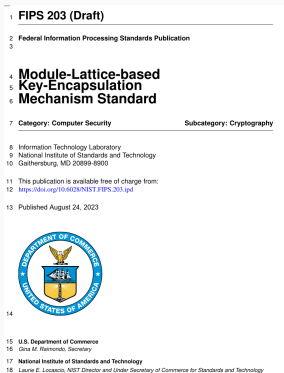 1 FIPS 203 (Draft)
2 Federal Information Processing Standards Publication
3
4 Module-Lattice-based
5 Key-Encapsulation
6 Mechanism Standard
7 Category: Computer Security Subcategory: Cryptography
8 Information Technology Laboratory
9 National Institute of Standards and Technology
10 Gaithersburg, MD 20899-8900
11 This publication is available free of charge from:
12 https://doi.org/10.6028/NIST.FIPS.203.ipd
13 Published August 24, 2023
DEPARTMENT OF COMMERCE
UNITED STATES OF AMERICA
14
15 U.S. Department of Commerce
16 Gina M. Raimondo, Secretary
17 National Institute of Standards and Technology
18 Laurie E. Locascio, NIST Director and Under Secretary of Commerce for Standards and Technology